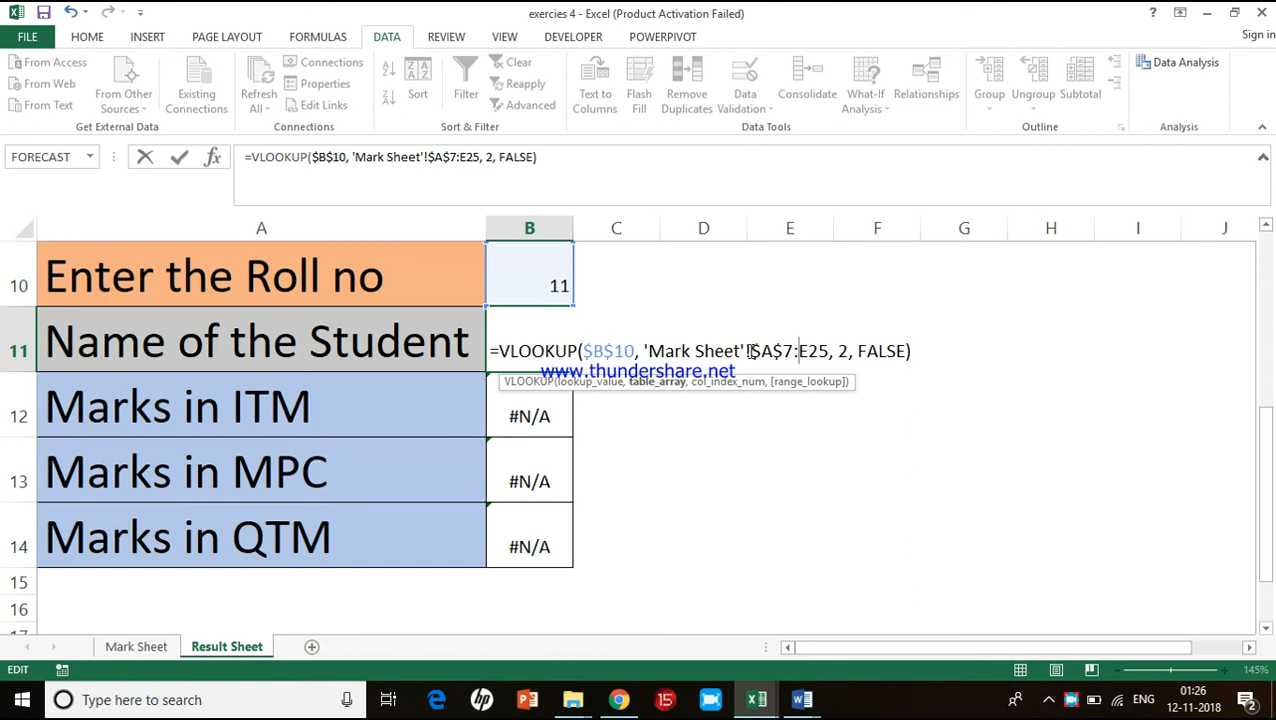 exercies 4 - Excel (Product Activation Failed)
?
Sign in
FILE HOME INSERT PAGE LAYOUT FORMULAS DATA REVIEW VIEW DEVELOPER POWERPIVOT
From Access
From Web
From Text
From Other Sources
Existing Connections
Get External Data
Refresh All
Connections
Properties
Edit Links
Connections
Sort
Filter
Clear
Reapply
Advanced
Sort & Filter
Text to Columns
Flash Fill
Remove Duplicates
Data Validation
Consolidate
What-If Analysis
Relationships
Data Tools
Group
Ungroup
Subtotal
Outline
Data Analysis
Analysis
FORECAST fx =VLOOKUP($B$10, 'Mark Sheet'!$A$7:E25, 2, FALSE)
A B C D E F G H I J
10 Enter the Roll no 11
11 Name of the Student =VLOOKUP($B$10, 'Mark Sheet'!$A$7:E25, 2, FALSE)
www.thundershare.net
VLOOKUP(lookup_value, table_array, col_index_num, [range_lookup])
12 Marks in ITM #N/A
13 Marks in MPC #N/A
14 Marks in QTM #N/A
15
16
17
Mark Sheet Result Sheet
EDIT 145%
Type here to search
15
ENG
01:26
12-11-2018
2